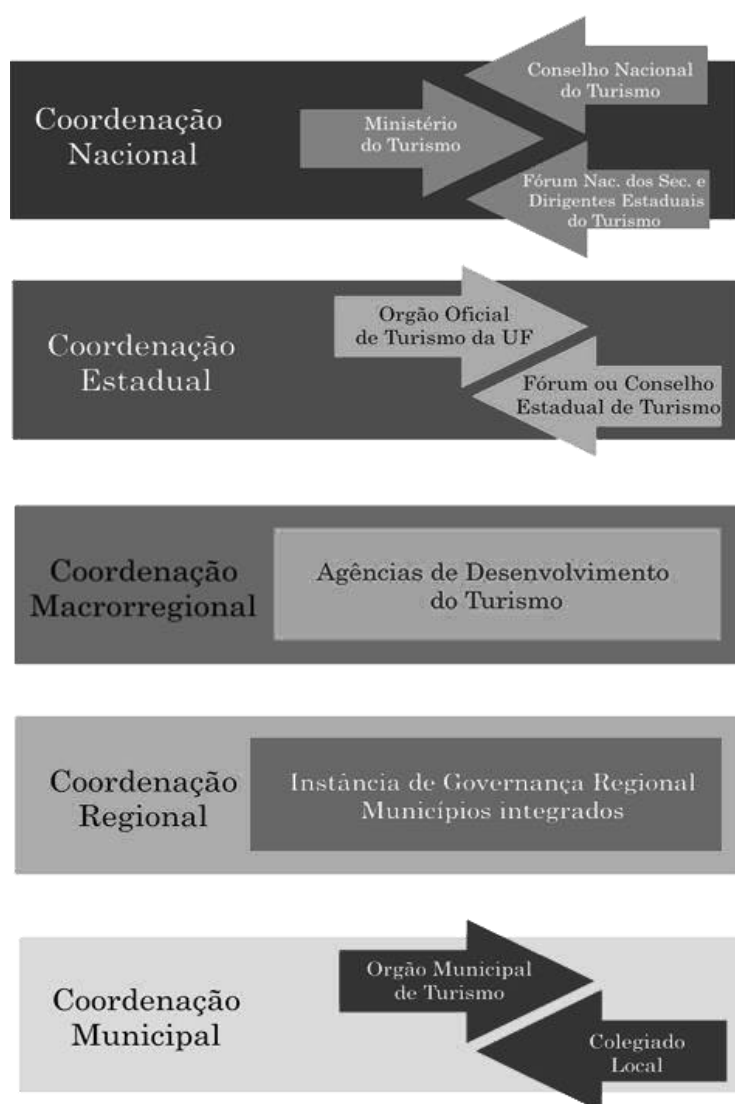 Coordenação
Nacional
Ministério
do Turismo
Conselho Nacional
do Turismo
Fórum Nac. dos Sec. e
Dirigentes Estaduais
do Turismo
Coordenação
Estadual
Orgão Oficial
de Turismo da UF
Fórum ou Conselho
Estadual de Turismo
Coordenação
Macrorregional
Agências de Desenvolvimento
do Turismo
Coordenação
Regional
Instância de Governança Regional
Municípios integrados
Coordenação
Municipal
Orgão Municipal
de Turismo
Colegiado
Local